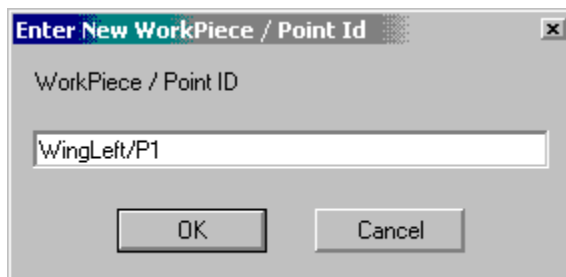 Enter New WorkPiece / Point Id
WorkPiece / Point ID
WingLeft/P1
OK
Cancel